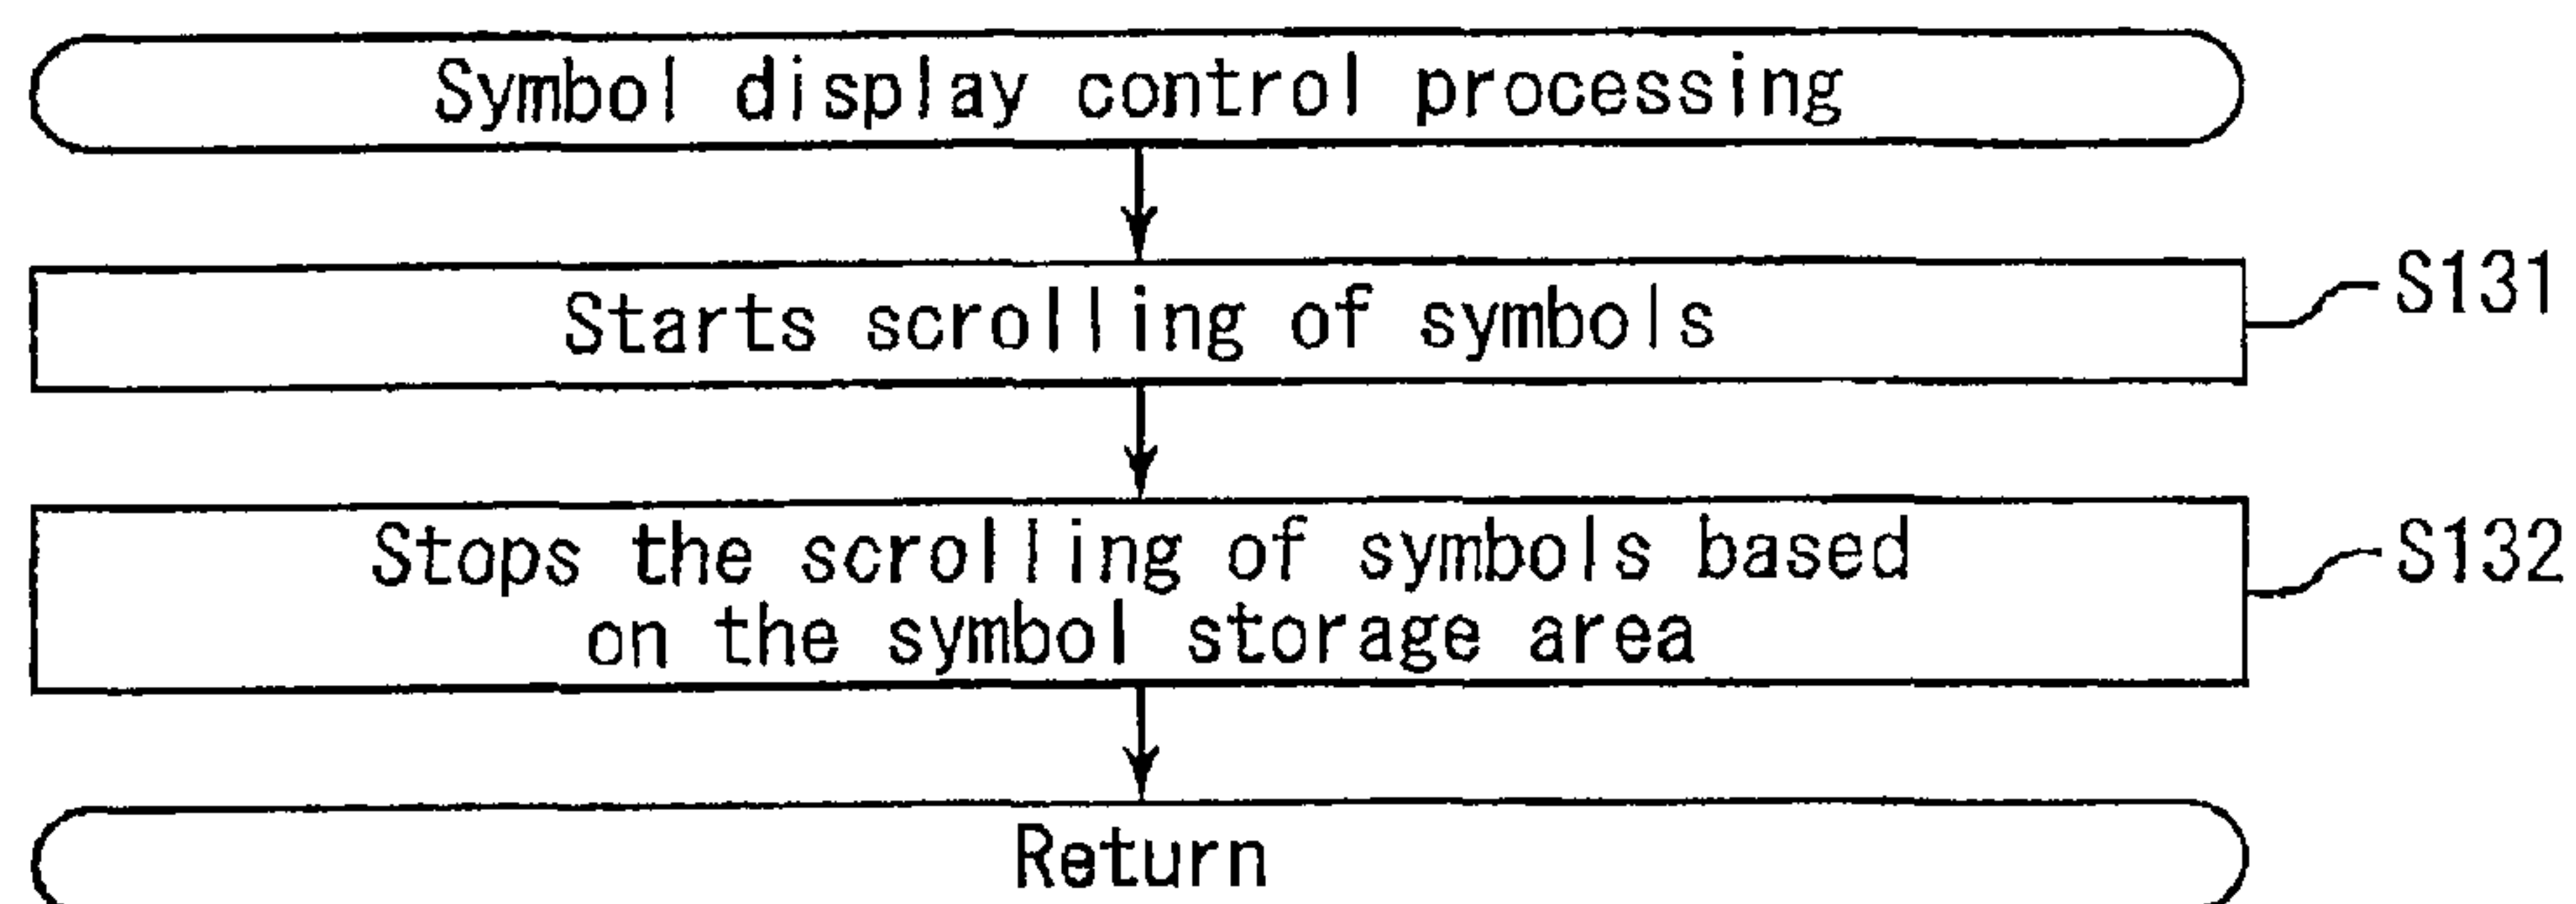 Symbol display control processing
Starts scrolling of symbols
S131
Stops the scrolling of symbols based
on the symbol storage area
S132
Return